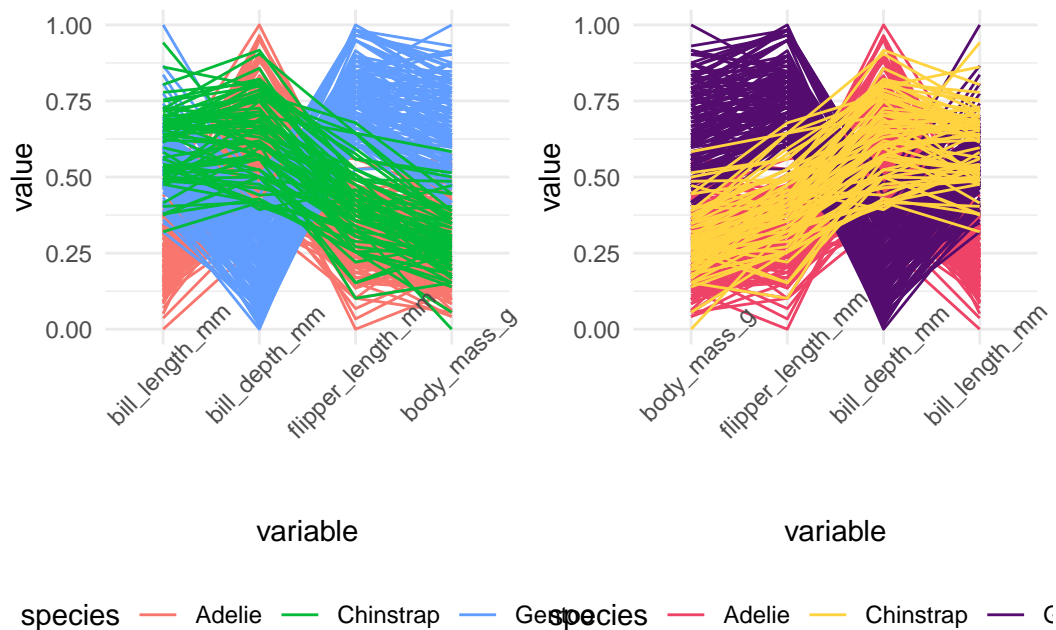 1.00
0.75
0.50
0.25
0.00
value
bill_length_mm
bill_depth_mm
flipper_length_mm
body_mass_g
variable
species Adelie Chinstrap Gentoo
1.00
0.75
0.50
0.25
0.00
value
body_mass_g
flipper_length_mm
bill_depth_mm
bill_length_mm
variable
species Adelie Chinstrap G